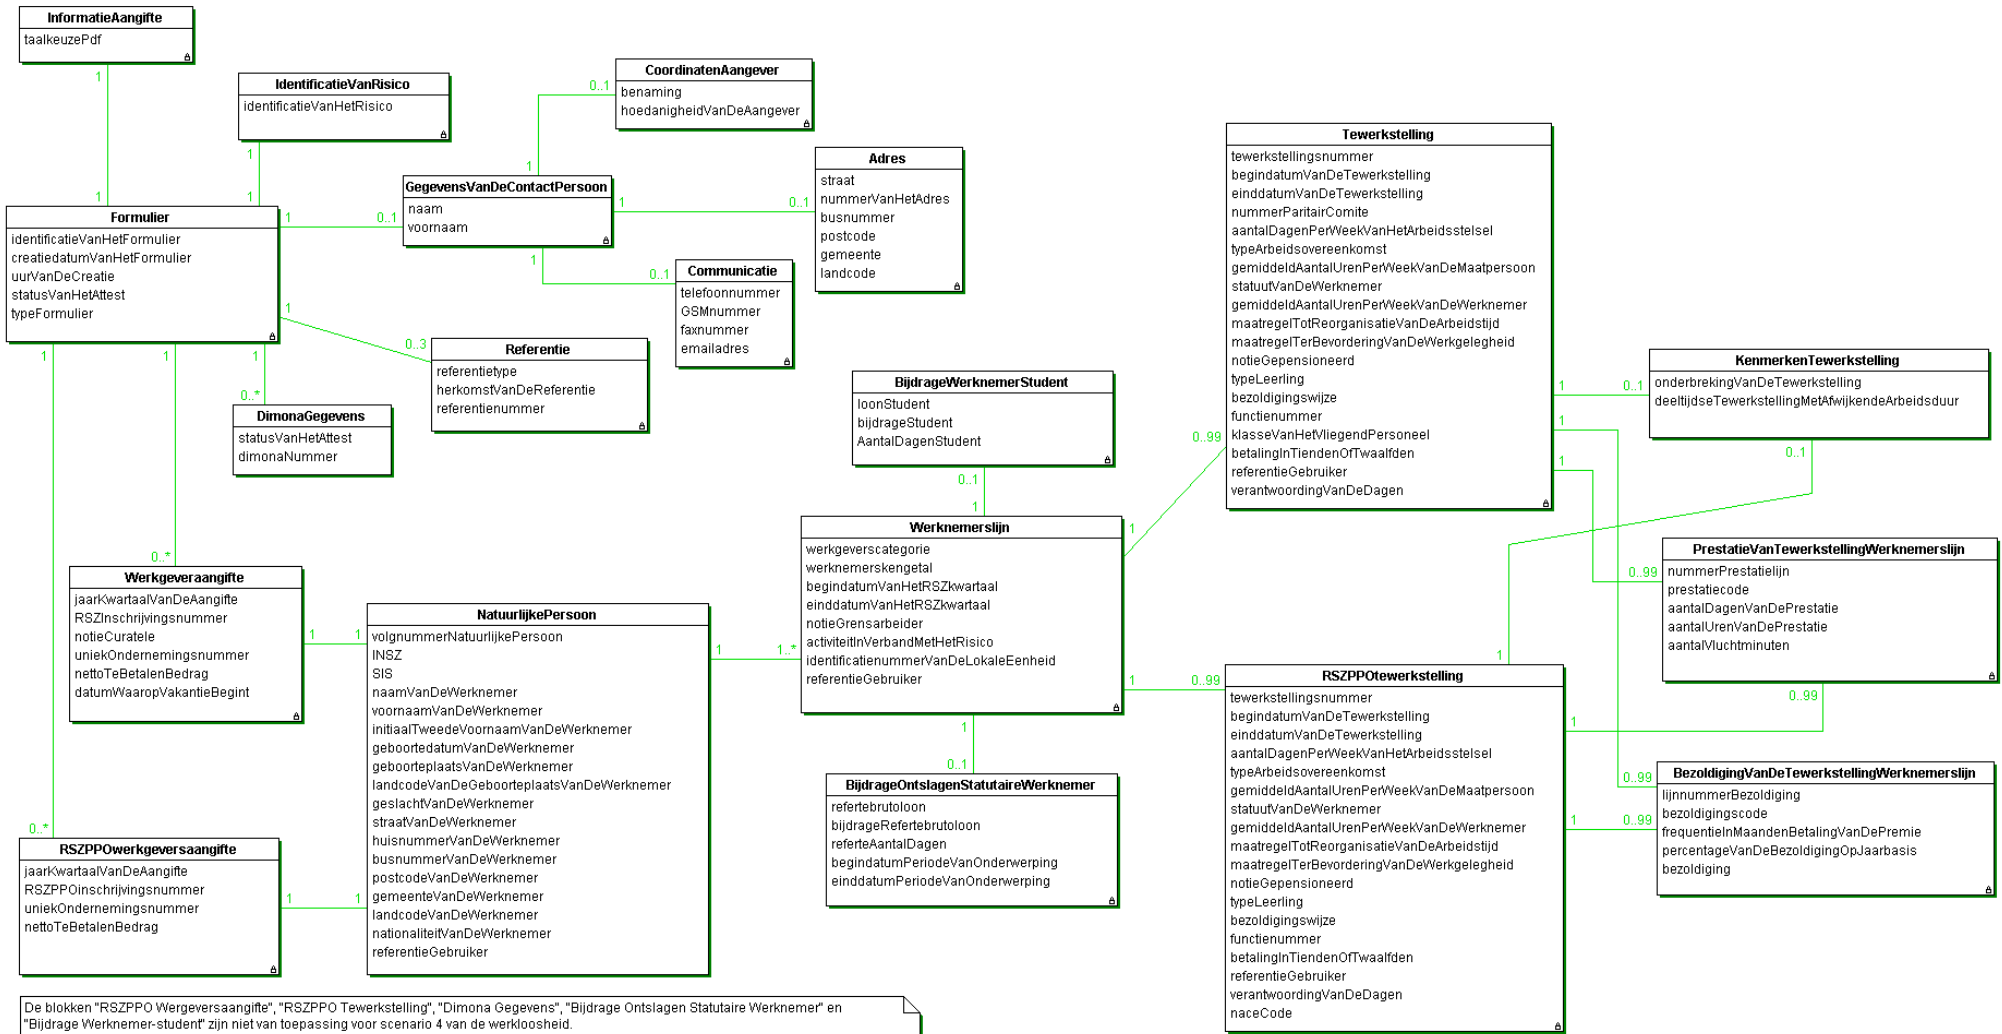 InformatieAangifte
taalkeuzePdf
1
1
IdentificatieVanRisico
identificatieVanHetRisico
1
1
CoordinatenAangever
benaming
hoedanigheidVanDeAangever
0..1
1
GegevensVanDeContactPersoon
naam
voornaam
1
0..1
Adres
straat
nummerVanHetAdres
busnummer
postcode
gemeente
landcode
1
0..1
Communicatie
telefoonnummer
GSMnummer
faxnummer
emailadres
1
0..1
Formulier
identificatieVanHetFormulier
creatiedatumVanHetFormulier
uurVanDeCreatie
statusVanHetAttest
typeFormulier
1
0..3
Referentie
referentietype
herkomstVanDeReferentie
referentienummer
1
1
1
0..*
DimonaGegevens
statusVanHetAttest
dimonaNummer
0..*
Werkgeveraangifte
jaarKwartaalVanDeAangifte
RSZInschrijvingsnummer
notieCuratele
uniekOndernemingsnummer
nettoTeBetalenBedrag
datumWaaropVakantieBegint
1
1
0..*
RSZPPOwerkgeversaangifte
jaarKwartaalVanDeAangifte
RSZPPOinschrijvingsnummer
uniekOndernemingsnummer
nettoTeBetalenBedrag
1
1
NatuurlijkePersoon
volgnummerNatuurlijkePersoon
INSZ
SIS
naamVanDeWerknemer
voornaamVanDeWerknemer
initiaalTweedeVoornaamVanDeWerknemer
geboortedatumVanDeWerknemer
geboorteplaatsVanDeWerknemer
landcodeVanDeGeboorteplaatsVanDeWerknemer
geslachtVanDeWerknemer
straatVanDeWerknemer
huisnummerVanDeWerknemer
busnummerVanDeWerknemer
postcodeVanDeWerknemer
gemeenteVanDeWerknemer
landcodeVanDeWerknemer
nationaliteitVanDeWerknemer
referentieGebruiker
1
1..*
BijdrageWerknemerStudent
loonStudent
bijdrageStudent
AantalDagenStudent
0..1
1
Werknemerslijn
werkgeverscategorie
werknemerskengetal
begindatumVanHetRSZkwartaal
einddatumVanHetRSZkwartaal
notieGrensarbeider
activiteitInVerbandMetHetRisico
identificatienummerVanDeLokaleEenheid
referentieGebruiker
1
0..1
BijdrageOntslagenStatutaireWerknemer
refertebrutoloon
bijdrageRefertebrutoloon
referteAantalDagen
begindatumPeriodeVanOnderwerping
einddatumPeriodeVanOnderwerping
1
0..99
1
0..99
Tewerkstelling
tewerkstellingsnummer
begindatumVanDeTewerkstelling
einddatumVanDeTewerkstelling
nummerParitairComite
aantalDagenPerWeekVanHetArbeidsstelsel
typeArbeidsovereenkomst
gemiddeldAantalUrenPerWeekVanDeMaatpersoon
statuutVanDeWerknemer
gemiddeldAantalUrenPerWeekVanDeWerknemer
maatregelTotReorganisatieVanDeArbeidstijd
maatregelTerBevorderingVanDeWerkgelegheid
notieGepensioneerd
typeLeerling
bezoldigingswijze
functienummer
klasseVanHetVliegendPersoneel
betalingInTiendenOfTwaalfden
referentieGebruiker
verantwoordingVanDeDagen
1
0..1
1
1
KenmerkenTewerkstelling
onderbrekingVanDeTewerkstelling
deeltijdseTewerkstellingMetAfwijkendeArbeidsduur
0..1
1
PrestatieVanTewerkstellingWerknemerslijn
nummerPrestatielijn
prestatiecode
aantalDagenVanDePrestatie
aantalUrenVanDePrestatie
aantalVluchtminuten
0..99
0..99
1
RSZPPOtewerkstelling
tewerkstellingsnummer
begindatumVanDeTewerkstelling
einddatumVanDeTewerkstelling
aantalDagenPerWeekVanHetArbeidsstelsel
typeArbeidsovereenkomst
gemiddeldAantalUrenPerWeekVanDeMaatpersoon
statuutVanDeWerknemer
gemiddeldAantalUrenPerWeekVanDeWerknemer
maatregelTotReorganisatieVanDeArbeidstijd
maatregelTerBevorderingVanDeWerkgelegheid
notieGepensioneerd
typeLeerling
bezoldigingswijze
functienummer
betalingInTiendenOfTwaalfden
referentieGebruiker
verantwoordingVanDeDagen
naceCode
1
0..99
0..99
BezoldigingVanDeTewerkstellingWerknemerslijn
lijnnummerBezoldiging
bezoldigingscode
frequentieInMaandenBetalingVanDePremie
percentageVanDeBezoldigingOpJaarbasis
bezoldiging
De blokken "RSZPPO Wergeversaangifte", "RSZPPO Tewerkstelling", "Dimona Gegevens", "Bijdrage Ontslagen Statutaire Werknemer" en
"Bijdrage Werknemer-student" zijn niet van toepassing voor scenario 4 van de werkloosheid.